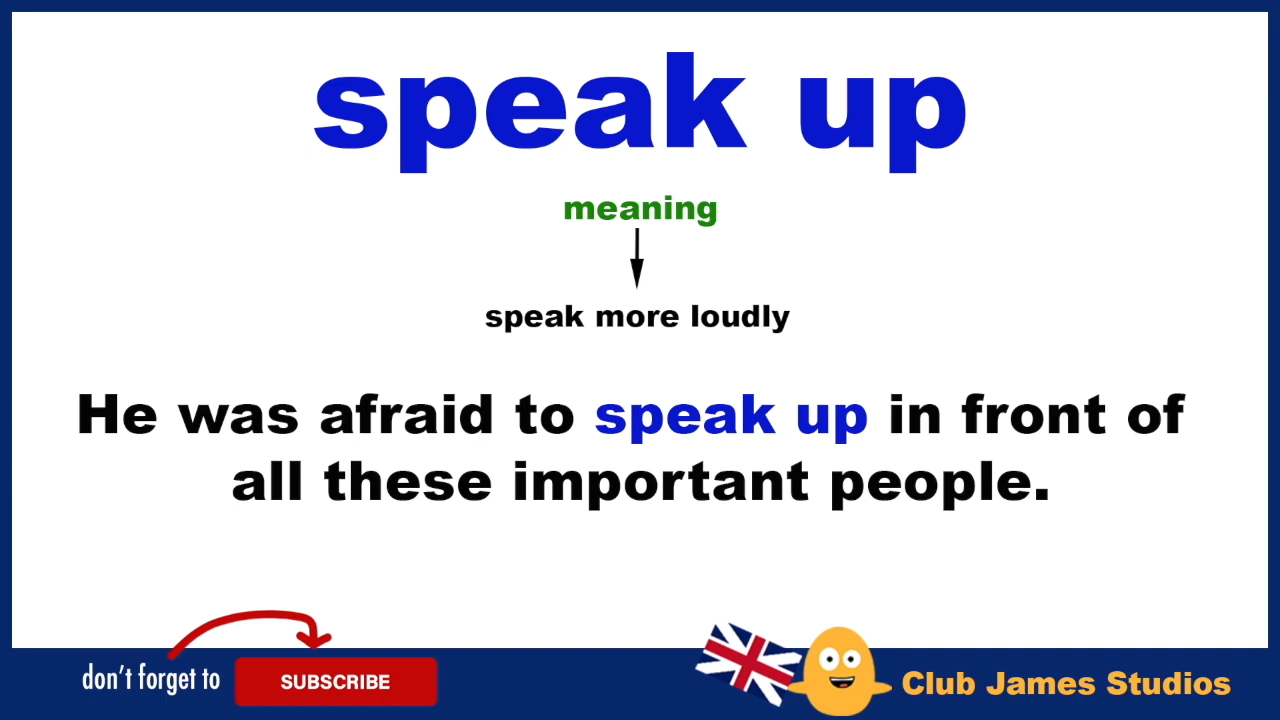 speak up
meaning
speak more loudly
He was afraid to speak up in front of
all these important people.
don't forget to
SUBSCRIBE
Club James Studios